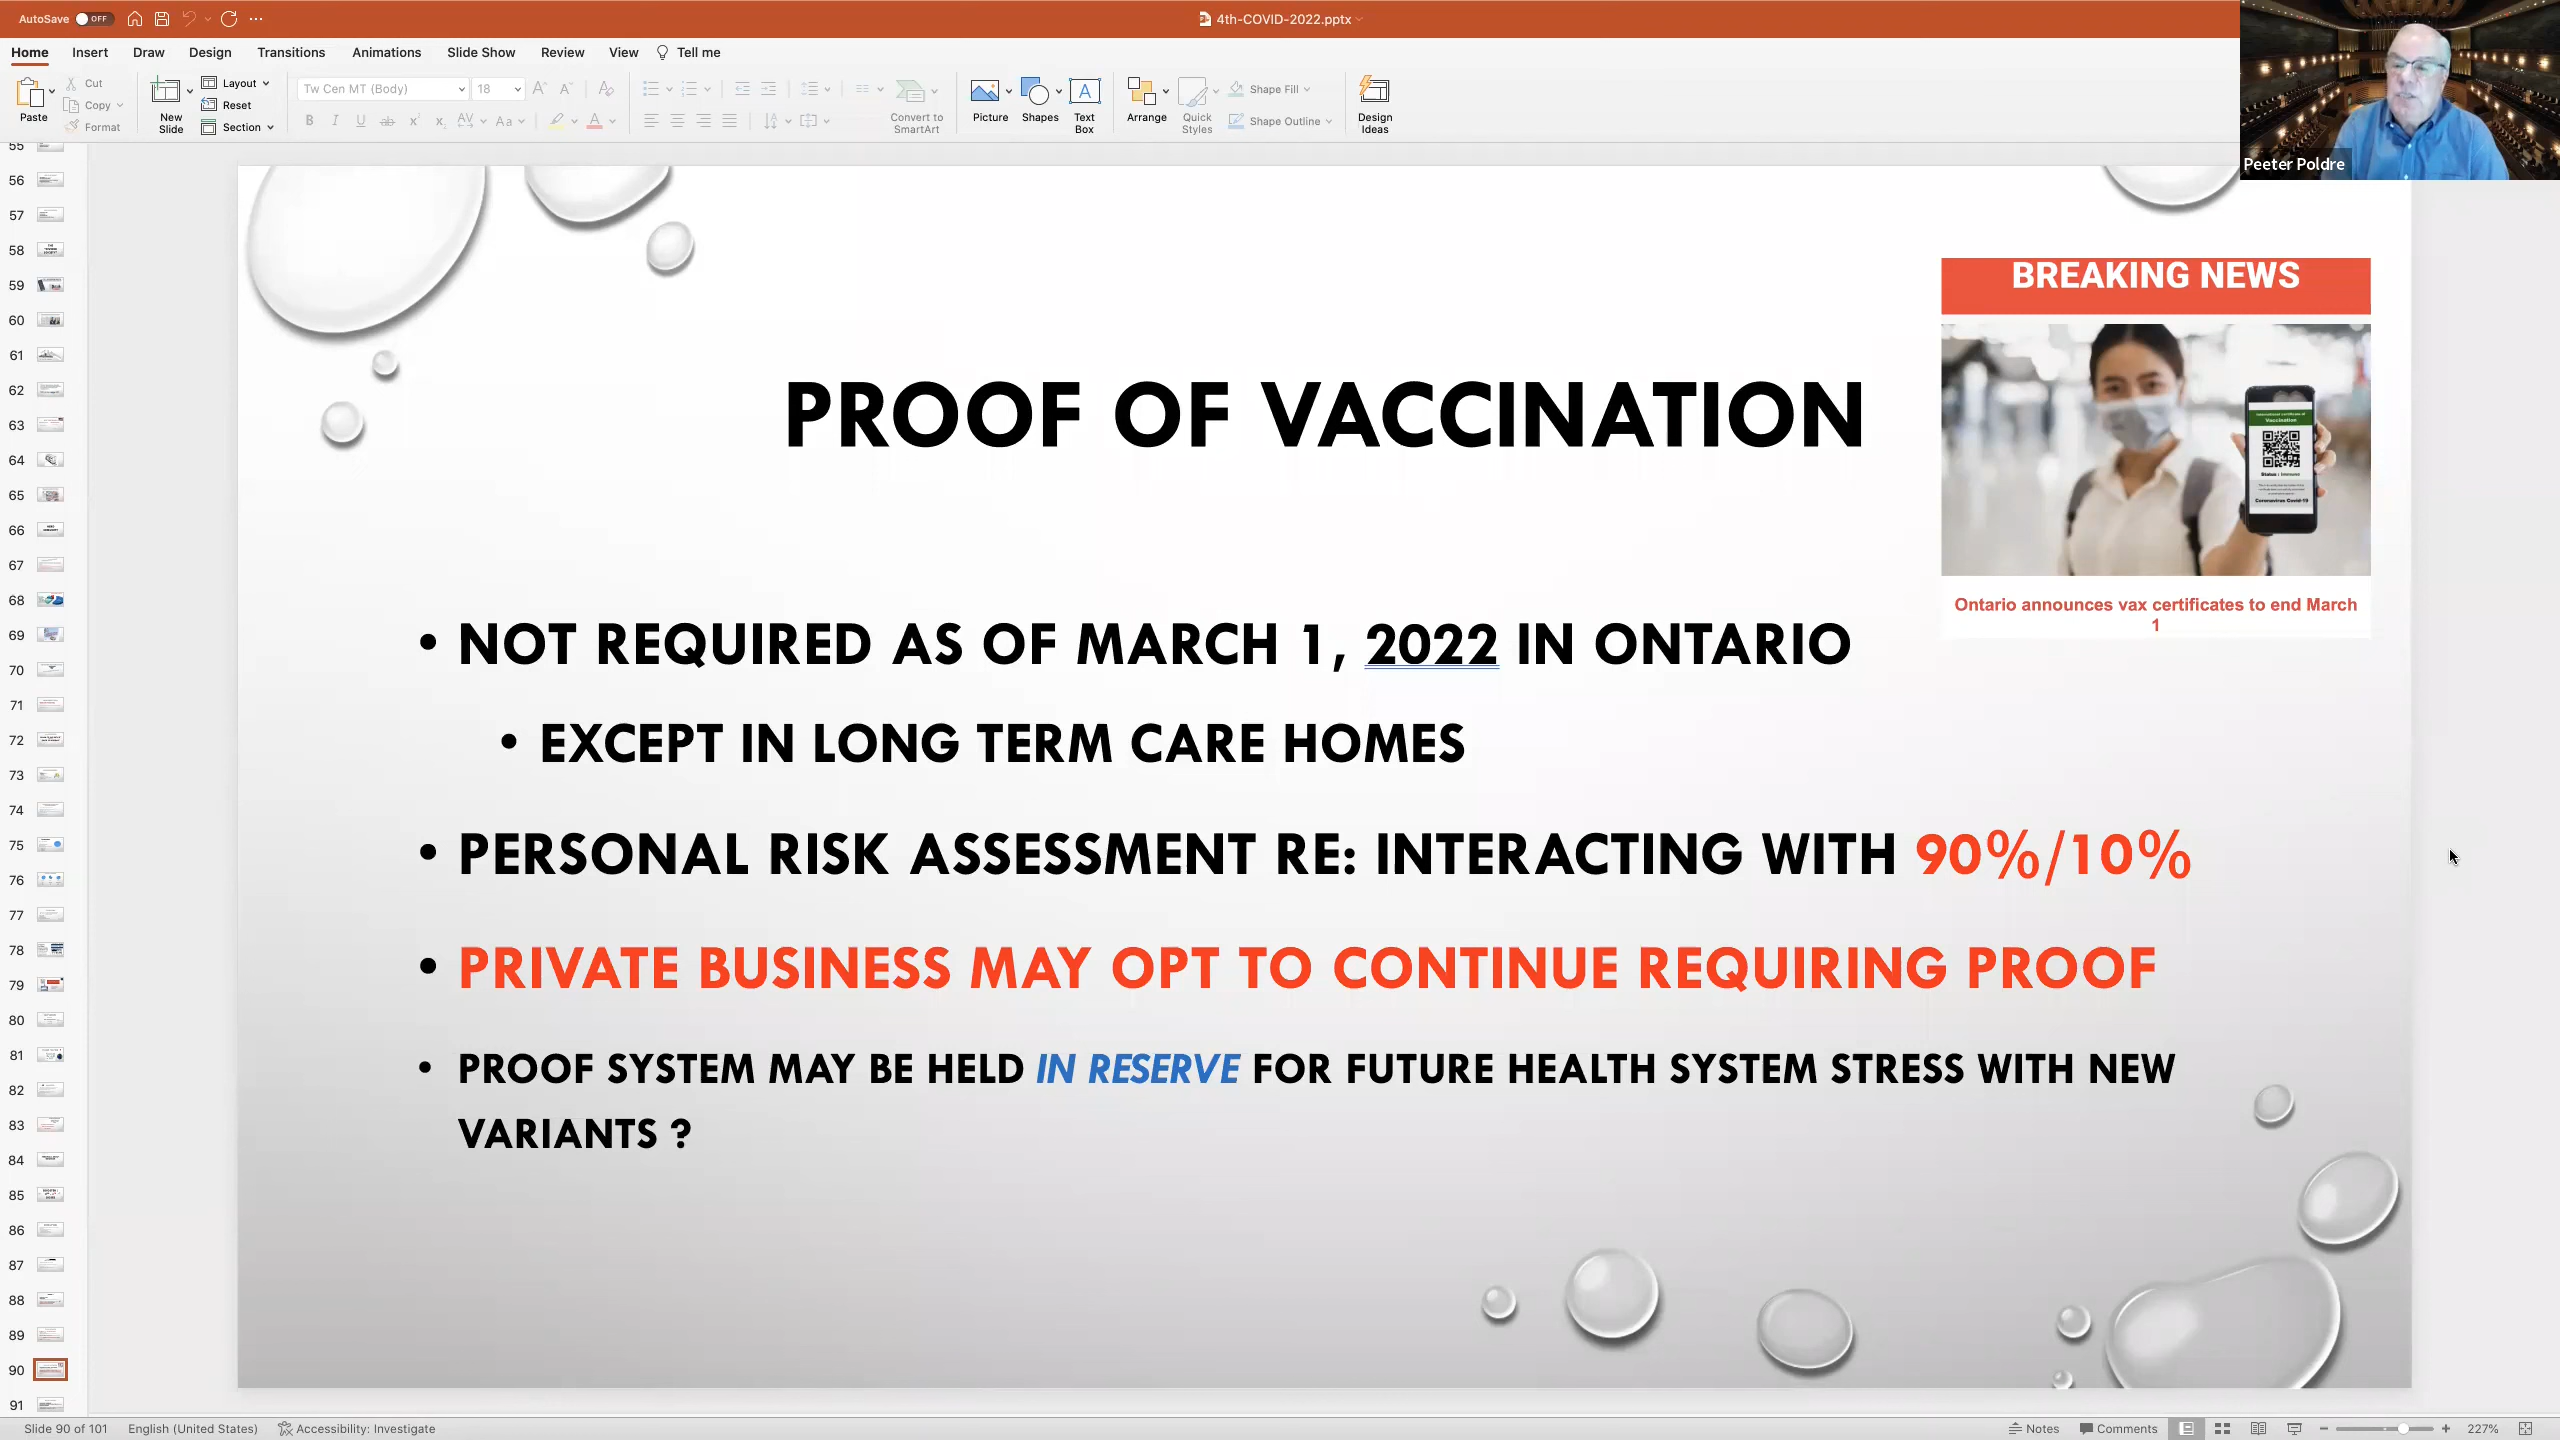 AutoSave OFF
4th-COVID-2022.pptx
Home Insert Draw Design Transitions Animations Slide Show Review View Tell me
Paste
Cut
Copy
Format
New
Slide
Layout
Reset
Section
Tw Cen MT (Body) 18
Convert to
SmartArt
Picture
Shapes
Text
Box
Arrange
Quick
Styles
Shape Fill
Shape Outline
Design
Ideas
Peeter Poldre
55
56
57
58
59
60
61
62
63
64
65
66
67
68
69
70
71
72
73
74
75
76
77
78
79
80
81
82
83
84
85
86
87
88
89
90
91
BREAKING NEWS
Vaccination
Status : Immune
Coronavirus Covid-19
Ontario announces vax certificates to end March
1
PROOF OF VACCINATION
• NOT REQUIRED AS OF MARCH 1, 2022 IN ONTARIO
• EXCEPT IN LONG TERM CARE HOMES
• PERSONAL RISK ASSESSMENT RE: INTERACTING WITH 90%/10%
• PRIVATE BUSINESS MAY OPT TO CONTINUE REQUIRING PROOF
• PROOF SYSTEM MAY BE HELD IN RESERVE FOR FUTURE HEALTH SYSTEM STRESS WITH NEW
VARIANTS ?
Slide 90 of 101 English (United States) Accessibility: Investigate
Notes Comments 227%